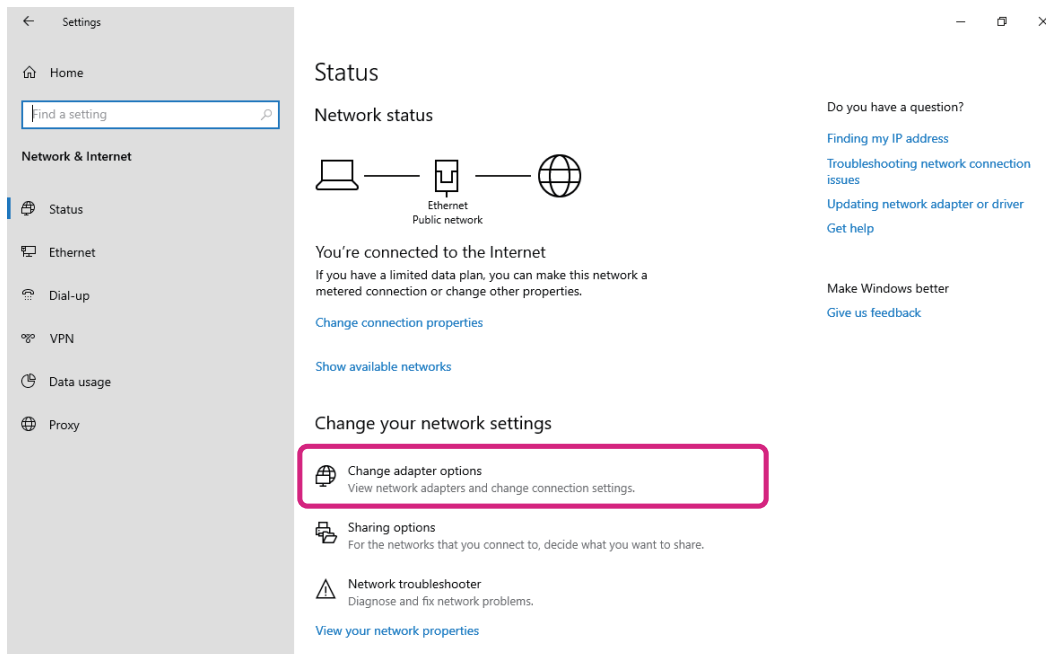 Settings
Home
Find a setting
Network & Internet
Status
Ethernet
Dial-up
VPN
Data usage
Proxy
Status
Network status
Ethernet
Public network
You're connected to the Internet
If you have a limited data plan, you can make this network a
metered connection or change other properties.
Change connection properties
Show available networks
Change your network settings
Change adapter options
View network adapters and change connection settings.
Sharing options
For the networks that you connect to, decide what you want to share.
Network troubleshooter
Diagnose and fix network problems.
View your network properties
Do you have a question?
Finding my IP address
Troubleshooting network connection
issues
Updating network adapter or driver
Get help
Make Windows better
Give us feedback